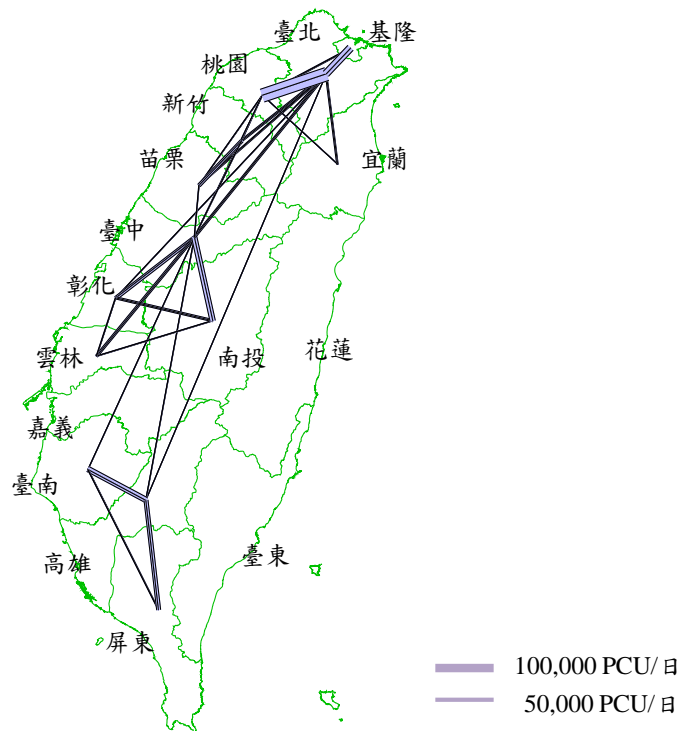 臺北
基隆
桃園
新竹
苗栗
宜蘭
臺中
彰化
雲林
南投
花蓮
嘉義
臺南
高雄
臺東
屏東
100,000 PCU/日
50,000 PCU/日